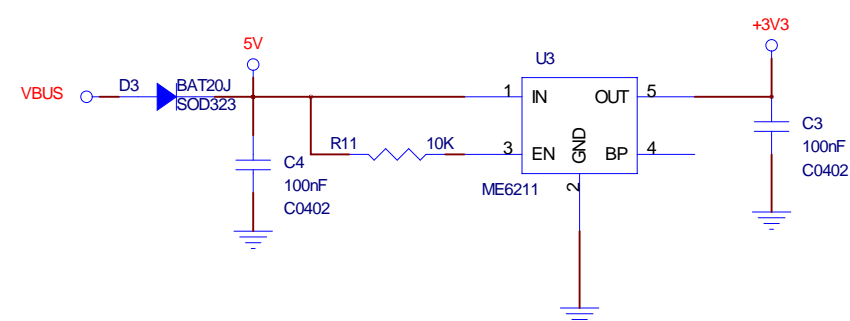 +3V3
5V
U3
VBUS
D3
BAT20J
SOD323
1
IN
OUT
5
R11
10K
3
EN
GND
BP
4
2
ME6211
C4
100nF
C0402
C3
100nF
C0402